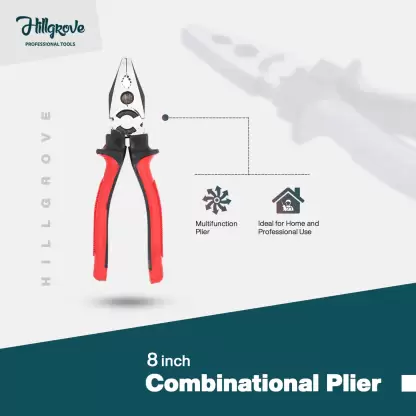 Hillgrove
PROFESSIONAL TOOLS
HILLGROVE
Multifunction
Plier
Ideal for Home and
Professional Use
8 inch
Combinational Plier